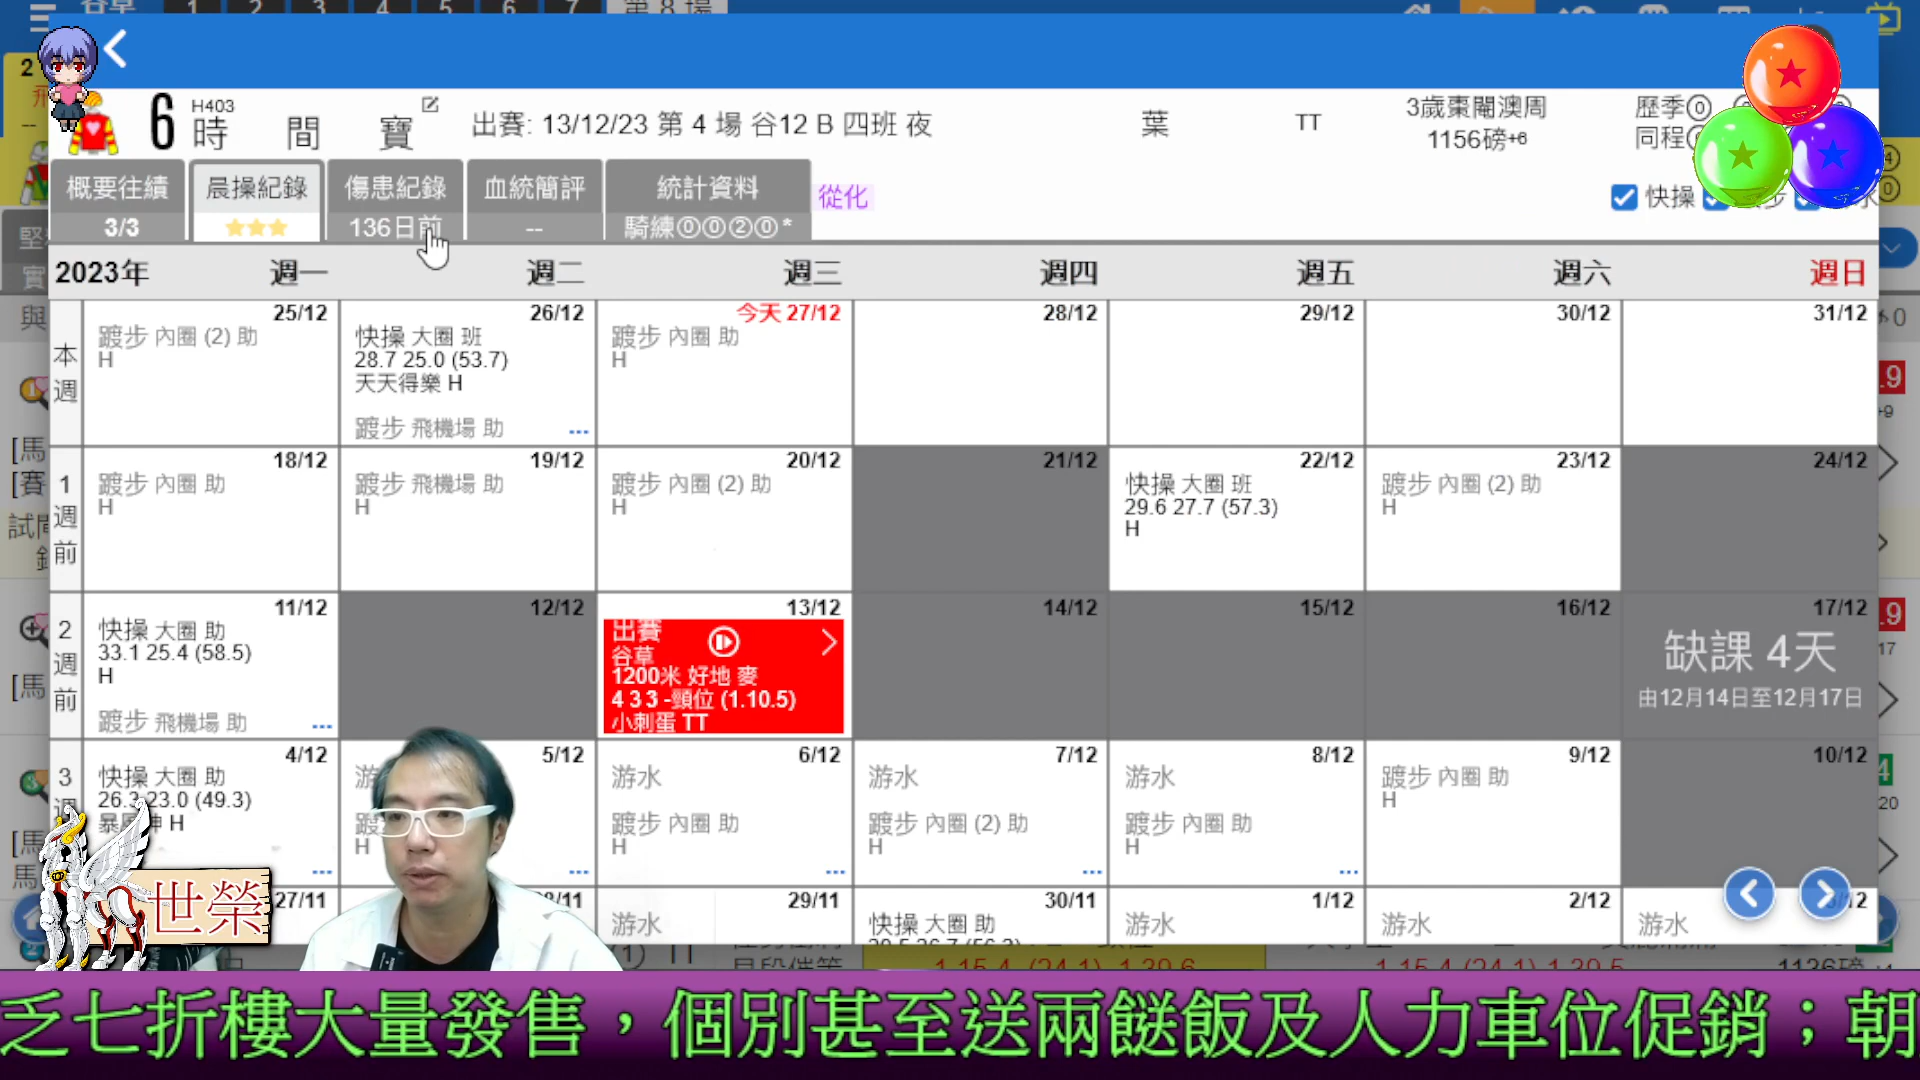 第 8 場
6
H403
時 間 寶
出賽: 13/12/23 第 4 場 谷12 B 四班 夜
葉
TT
3歲棗閹澳周
1156磅+6
歷季
同程
概要往績
3/3
晨操紀錄
傷患紀錄
136日前
血統簡評
--
統計資料
騎練⓪⓪②⓪*
從化
快操
2023年 週一 週二 週三 週四 週五 週六 週日
本週
25/12
踱步 內圈 (2) 助
H
26/12
快操 大圈 班
28.7 25.0 (53.7)
天天得樂 H
踱步 飛機場 助
...
今天 27/12
踱步 內圈 助
H
28/12
29/12
30/12
31/12
1週前
18/12
踱步 內圈 助
H
19/12
踱步 飛機場 助
H
20/12
踱步 內圈 (2) 助
H
21/12
22/12
快操 大圈 班
29.6 27.7 (57.3)
H
23/12
踱步 內圈 (2) 助
H
24/12
2週前
11/12
快操 大圈 助
33.1 25.4 (58.5)
H
踱步 飛機場 助
...
12/12
13/12
出賽
谷草
1200米 好地 麥
4 3 3 -頸位 (1.10.5)
小刺蛋 TT
14/12
15/12
16/12
17/12
缺課 4天
由12月14日至12月17日
3
4/12
快操 大圈 助
26.3 23.0 (49.3)
H
...
5/12
H
...
6/12
游水
踱步 內圈 助
H
...
7/12
游水
踱步 內圈 (2) 助
H
...
8/12
游水
踱步 內圈 助
H
...
9/12
踱步 內圈 助
H
10/12
27/11
29/11
游水
30/11
快操 大圈 助
1/12
游水
2/12
游水
游水
世榮
乏七折樓大量發售，個別甚至送兩餸飯及人力車位促銷；朝